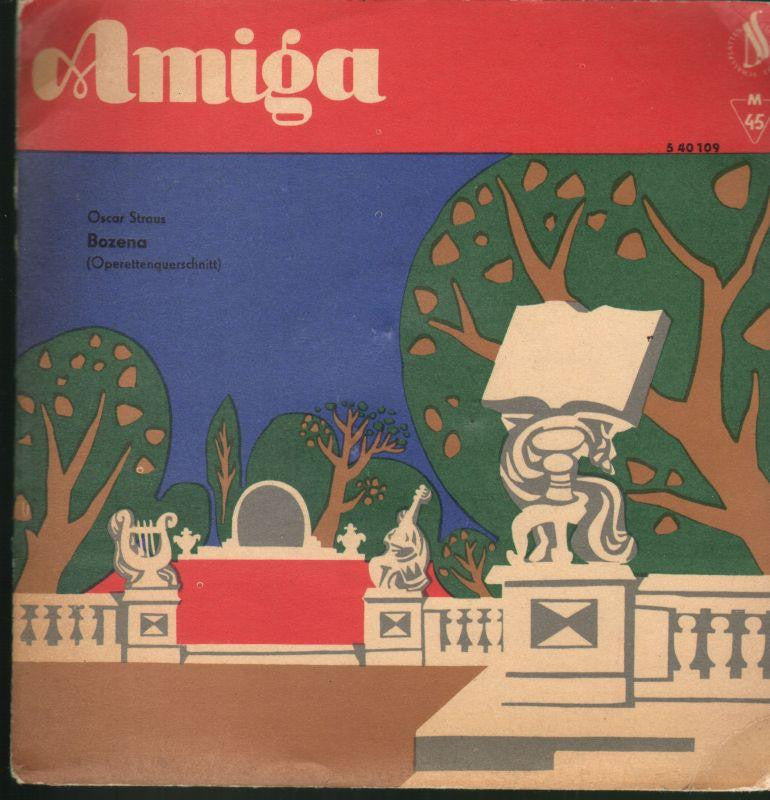 Amiga
M
45
5 40 109
Oscar Straus
Bozena
(Operettenquerschnitt)